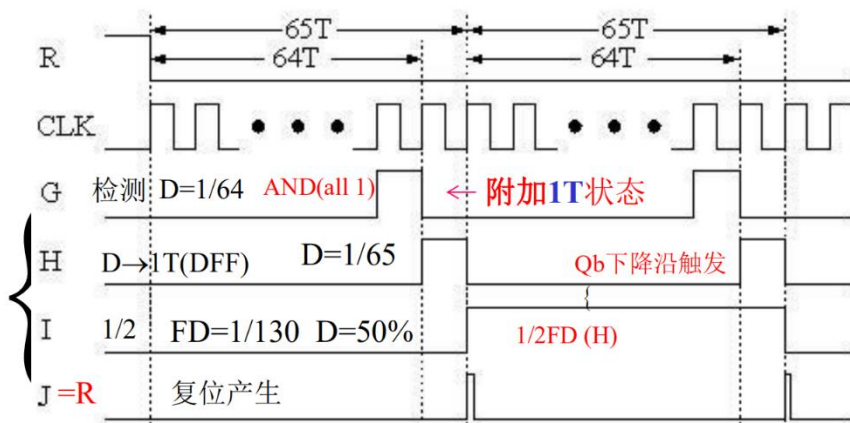 65T 65T
R 64T 64T
CLK
G 检测 D=1/64 AND(all 1) ← 附加1T状态
H D→1T(DFF) D=1/65 Qb下降沿触发
I 1/2 FD=1/130 D=50% 1/2FD (H)
J =R 复位产生